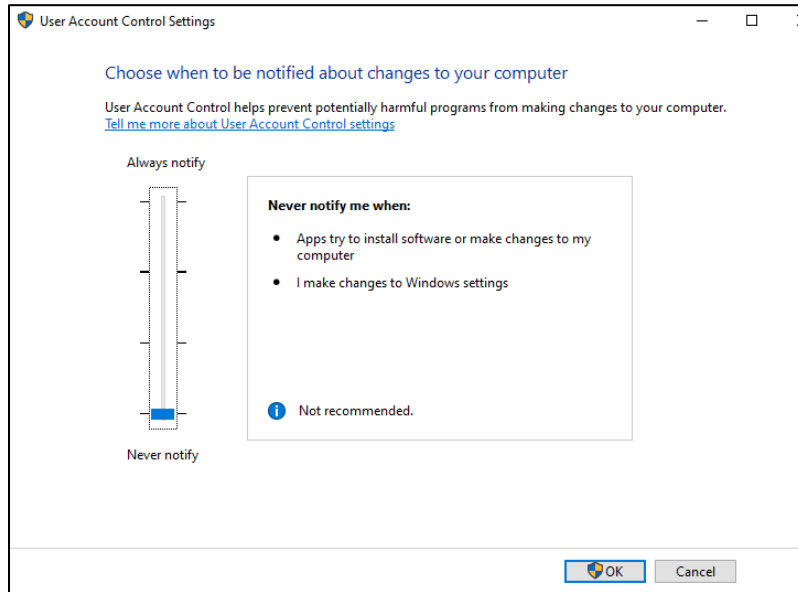 User Account Control Settings
Choose when to be notified about changes to your computer
User Account Control helps prevent potentially harmful programs from making changes to your computer.
Tell me more about User Account Control settings
Always notify
Never notify me when:
Apps try to install software or make changes to my
computer
I make changes to Windows settings
Not recommended.
Never notify
OK
Cancel